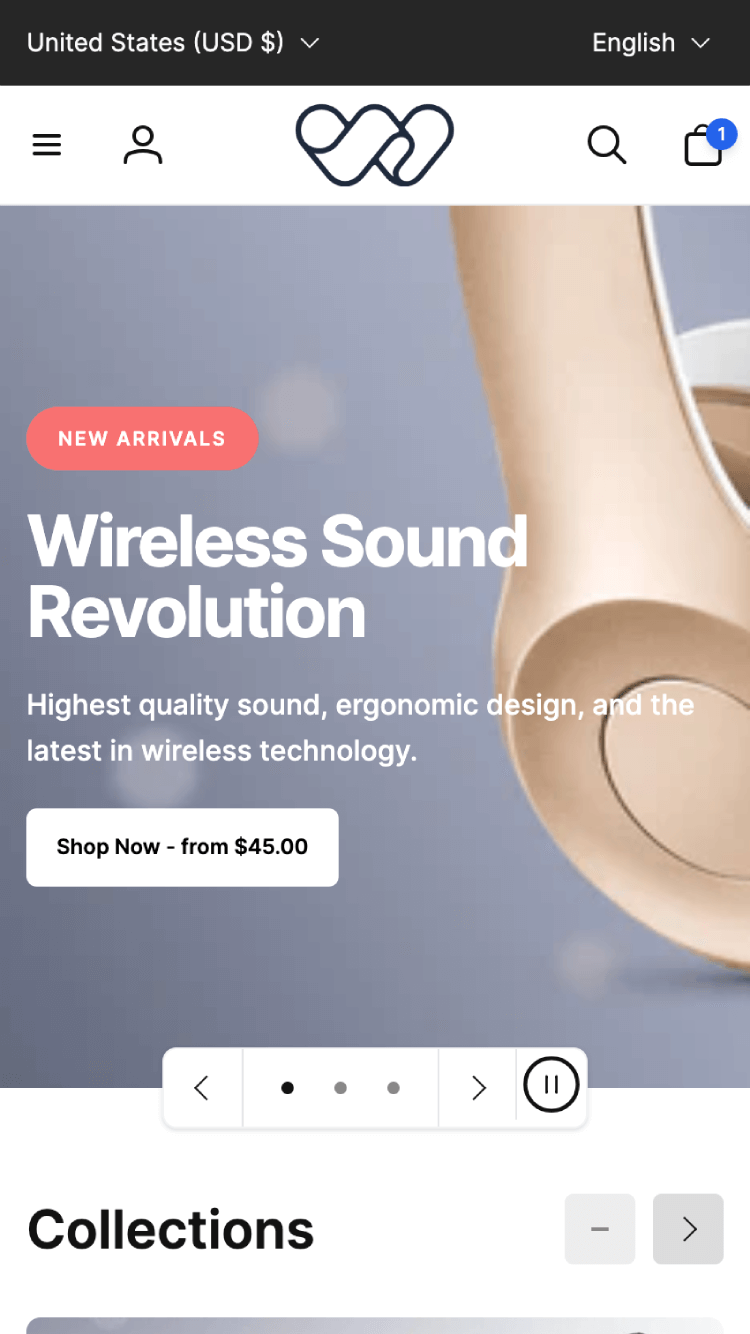 United States (USD $)
English
1
NEW ARRIVALS
Wireless Sound
Revolution
Highest quality sound, ergonomic design, and the
latest in wireless technology.
Shop Now - from $45.00
Collections